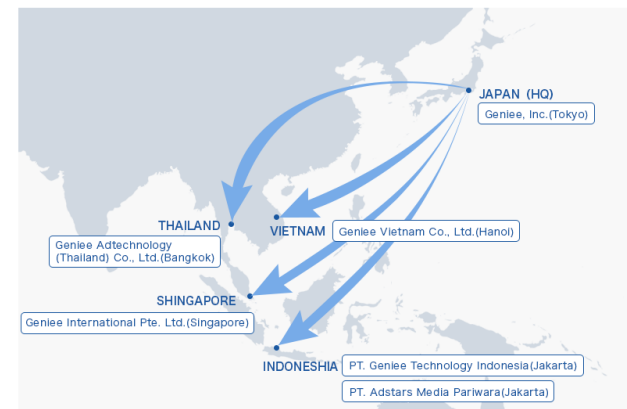 JAPAN (HQ)
Geniee, Inc.(Tokyo)
THAILAND
Geniee Adtechnology
(Thailand) Co., Ltd.(Bangkok)
VIETNAM
Geniee Vietnam Co., Ltd.(Hanoi)
SHINGAPORE
Geniee International Pte. Ltd.(Singapore)
INDONESHIA
PT. Geniee Technology Indonesia(Jakarta)
PT. Adstars Media Pariwara(Jakarta)